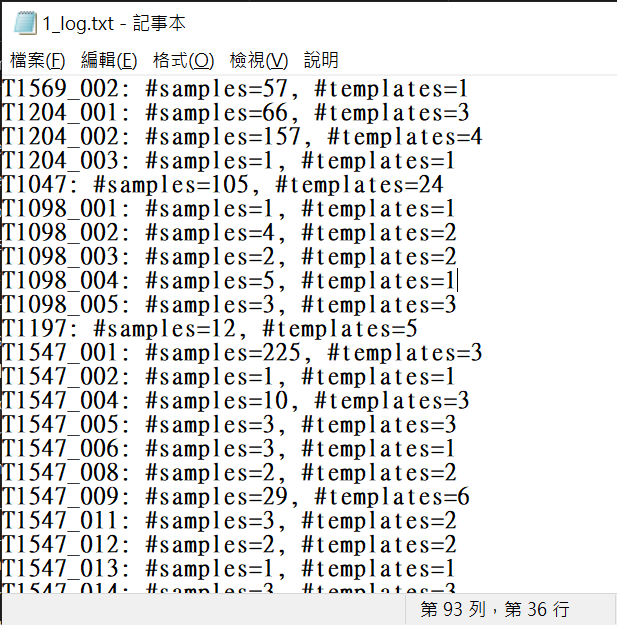 1_log.txt - 記事本
檔案(F) 編輯(E) 格式(O) 檢視(V) 說明
T1569_002: #samples=57, #templates=1
T1204_001: #samples=66, #templates=3
T1204_002: #samples=157, #templates=4
T1204_003: #samples=1, #templates=1
T1047: #samples=105, #templates=24
T1098_001: #samples=1, #templates=1
T1098_002: #samples=4, #templates=2
T1098_003: #samples=2, #templates=2
T1098_004: #samples=5, #templates=1
T1098_005: #samples=3, #templates=3
T1197: #samples=12, #templates=5
T1547_001: #samples=225, #templates=3
T1547_002: #samples=1, #templates=1
T1547_004: #samples=10, #templates=3
T1547_005: #samples=3, #templates=3
T1547_006: #samples=3, #templates=1
T1547_008: #samples=2, #templates=2
T1547_009: #samples=29, #templates=6
T1547_011: #samples=3, #templates=2
T1547_012: #samples=2, #templates=2
T1547_013: #samples=1, #templates=1
T1547_014: #samples=3, #templates=3
第 93 列，第 36 行